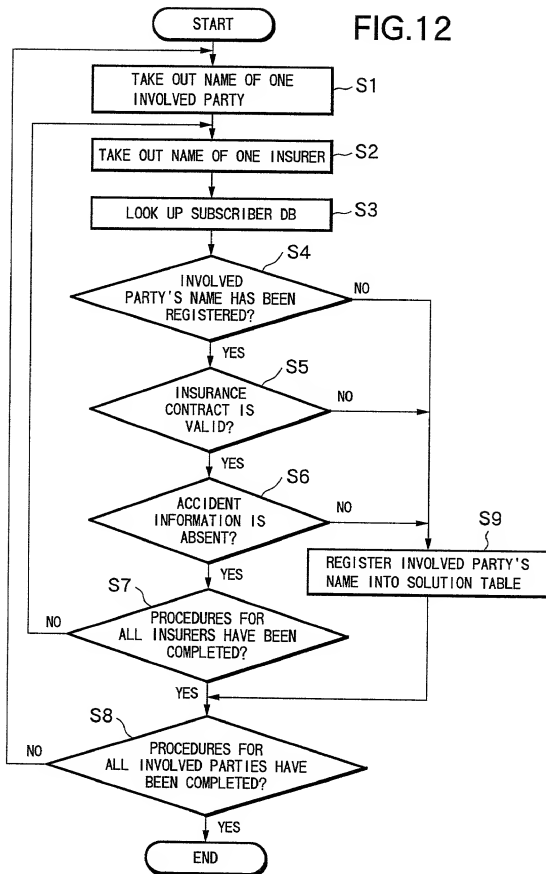 START
FIG.12
TAKE OUT NAME OF ONE
INVOLVED PARTY
S1
TAKE OUT NAME OF ONE INSURER
S2
LOOK UP SUBSCRIBER DB
S3
S4
INVOLVED
PARTY'S NAME HAS BEEN
REGISTERED?
NO
YES
S5
INSURANCE
CONTRACT IS
VALID?
NO
YES
S6
ACCIDENT
INFORMATION IS
ABSENT?
NO
YES
S9
REGISTER INVOLVED PARTY'S
NAME INTO SOLUTION TABLE
S7
PROCEDURES FOR
ALL INSURERS HAVE BEEN
COMPLETED?
NO
YES
S8
PROCEDURES FOR
ALL INVOLVED PARTIES HAVE
BEEN COMPLETED?
NO
YES
END